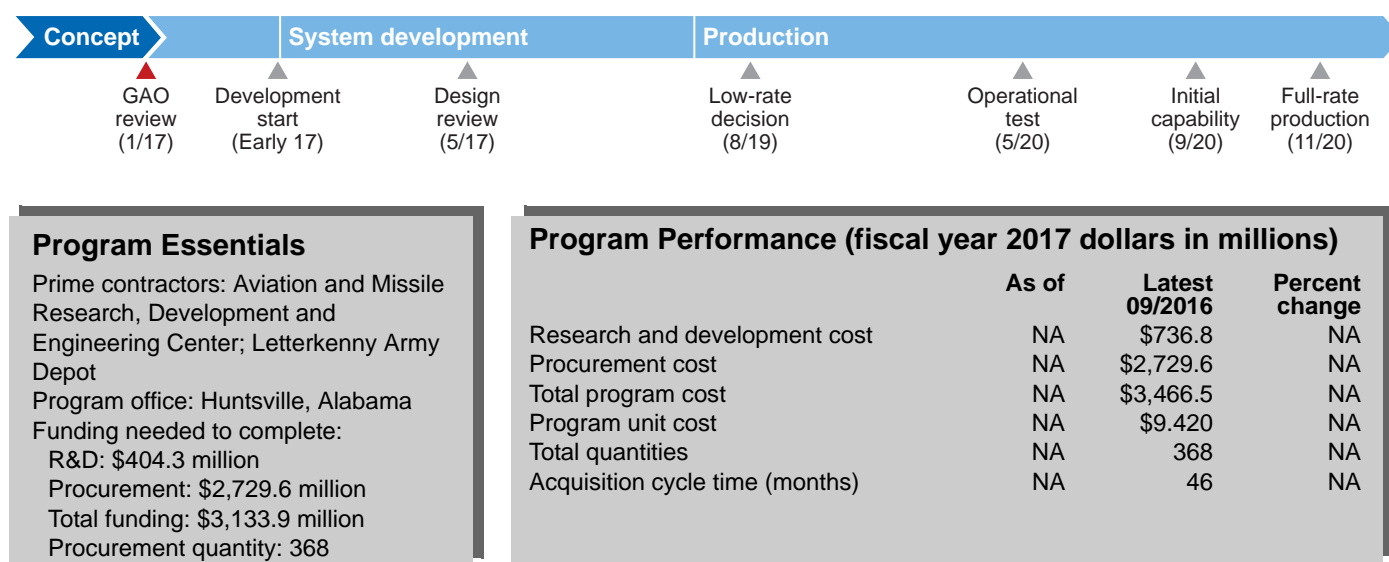 Concept
System development
Production
GAO
review
(1/17)
Development
start
(Early 17)
Design
review
(5/17)
Low-rate
decision
(8/19)
Operational
test
(5/20)
Initial
capability
(9/20)
Full-rate
production
(11/20)
Program Essentials
Prime contractors: Aviation and Missile
Research, Development and
Engineering Center; Letterkenny Army
Depot
Program office: Huntsville, Alabama
Funding needed to complete:
R&D: $404.3 million
Procurement: $2,729.6 million
Total funding: $3,133.9 million
Procurement quantity: 368
Program Performance (fiscal year 2017 dollars in millions)
As of Latest Percent
09/2016 change
Research and development cost NA $736.8 NA
Procurement cost NA $2,729.6 NA
Total program cost NA $3,466.5 NA
Program unit cost NA $9.420 NA
Total quantities NA 368 NA
Acquisition cycle time (months) NA 46 NA